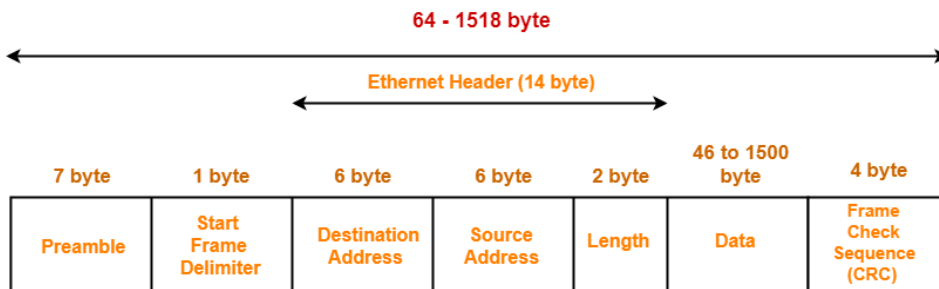 64 - 1518 byte
Ethernet Header (14 byte)
7 byte
1 byte
6 byte
6 byte
2 byte
46 to 1500
byte
4 byte
Preamble
Start
Frame
Delimiter
Destination
Address
Source
Address
Length
Data
Frame
Check
Sequence
(CRC)